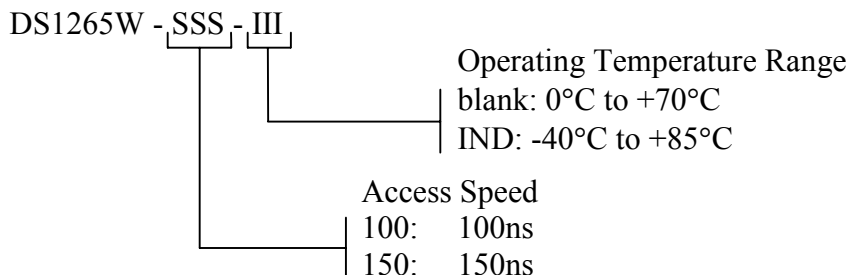 DS1265W - SSS - III
Operating Temperature Range
blank: 0°C to +70°C
IND: -40°C to +85°C
Access Speed
100: 100ns
150: 150ns